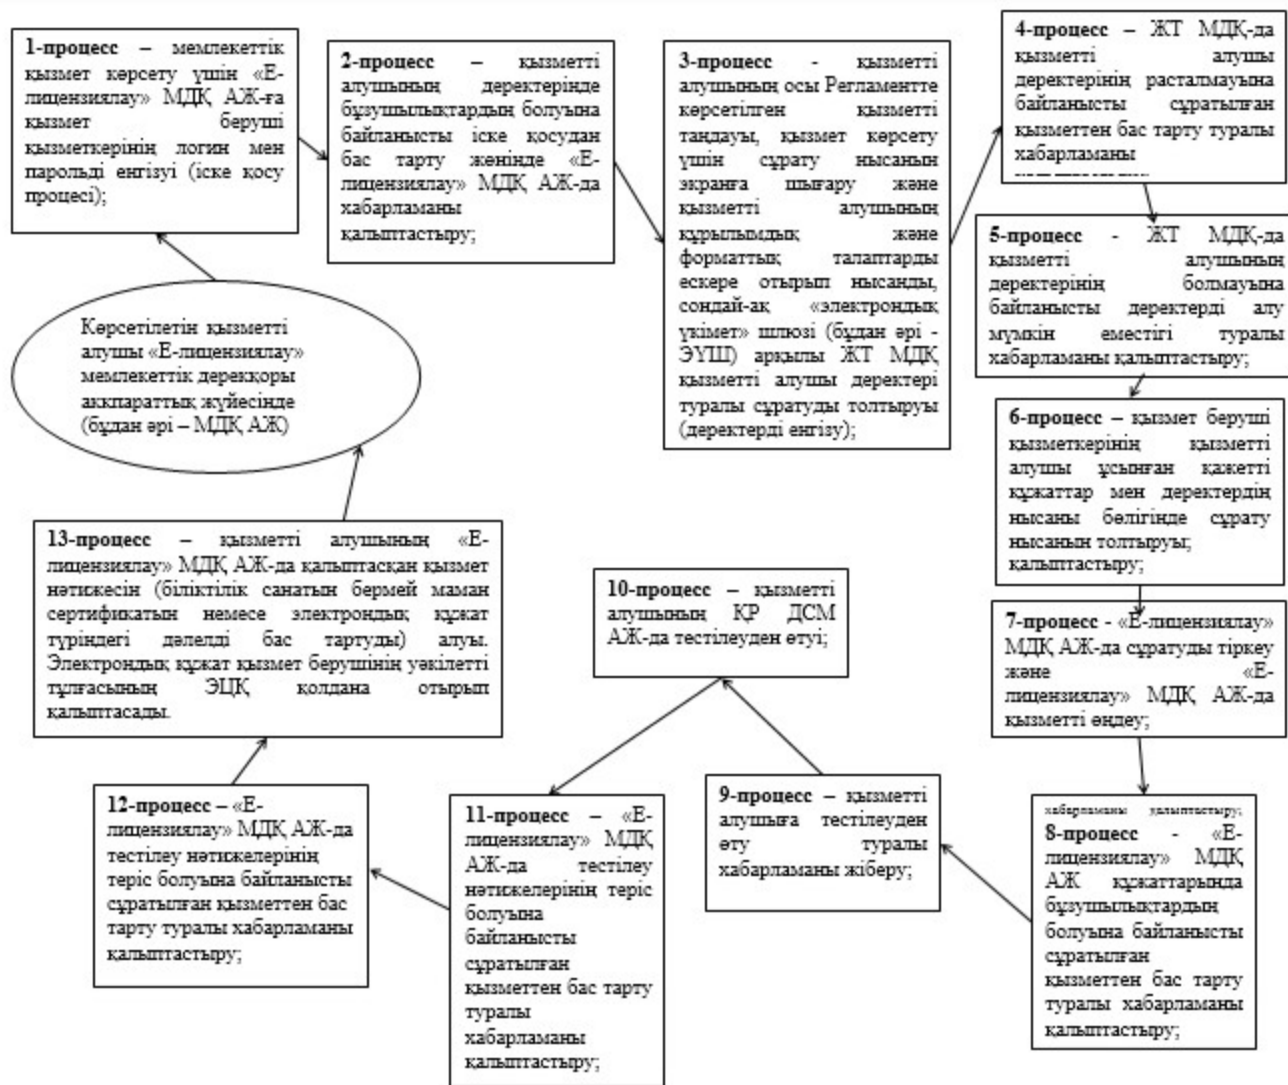 1-процесс – мемлекеттік
қызмет көрсету үшін «Е-
лицензиялау» МДҚ АЖ-ға
қызмет беруші
қызметкерінің логин мен
парольді енгізуі (іске қосу
процесі);
2-процесс – қызметті
алушының деректерінде
бұзушылықтардың болуына
байланысты іске қосудан
бас тарту жөнінде «Е-
лицензиялау» МДҚ АЖ-да
хабарламаны
қалыптастыру;
3-процесс - қызметті
алушының осы Регламентте
көрсетілген қызметті
таңдауы, қызмет көрсету
үшін сұрату нысанын
экранға шығару және
қызметті алушының
құрылымдық және
форматтық талаптарды
ескере отырып нысанды,
сондай-ақ «электрондық
үкімет» шлюзі (бұдан әрі -
ЭҮШ) арқылы ЖТ МДҚ
қызметті алушы деректері
туралы сұратуды толтыруы
(деректерді енгізу);
4-процесс – ЖТ МДҚ-да
қызметті алушы
деректерінің расталмауына
байланысты сұратылған
қызметтен бас тарту туралы
хабарламаны
5-процесс - ЖТ МДҚ-да
қызметті алушының
деректерінің болмауына
байланысты деректерді алу
мүмкін еместігі туралы
хабарламаны қалыптастыру;
6-процесс – қызмет беруші
қызметкерінің қызметті
алушы ұсынған қажетті
құжаттар мен деректердің
нысаны бөлігінде сұрату
нысанын толтыруы;
қалыптастыру;
7-процесс - «Е-лицензиялау»
МДҚ АЖ-да сұратуды тіркеу
және «Е-
лицензиялау» МДҚ АЖ-да
қызметті өңдеу;
хабарламаны қалыптастыру;
8-процесс - «Е-
лицензиялау» МДҚ
АЖ құжаттарында
бұзушылықтардың
болуына байланысты
сұратылған
қызметтен бас тарту
туралы хабарламаны
қалыптастыру;
9-процесс – қызметті
алушыға тестілеуден
өту туралы
хабарламаны жіберу;
10-процесс – қызметті
алушының ҚР ДСМ
АЖ-да тестілеуден өтуі;
11-процесс – «Е-
лицензиялау» МДҚ
АЖ-да тестілеу
нәтижелерінің теріс
болуына
байланысты
сұратылған
қызметтен бас тарту
туралы
хабарламаны
қалыптастыру;
12-процесс – «Е-
лицензиялау» МДҚ АЖ-да
тестілеу нәтижелерінің
теріс болуына байланысты
сұратылған қызметтен бас
тарту туралы хабарламаны
қалыптастыру;
13-процесс – қызметті алушының «Е-
лицензиялау» МДҚ АЖ-да қалыптасқан қызмет
нәтижесін (біліктілік санатын бермей маман
сертификатын немесе электрондық құжат
түріндегі дәлелді бас тартуды) алуы.
Электрондық құжат қызмет берушінің уәкілетті
тұлғасының ЭЦҚ қолдана отырып
қалыптасады.
Көрсетілетін қызметті
алушы «Е-лицензиялау»
мемлекеттік дерекқоры
аккпараттық жүйесінде
(бұдан әрі – МДҚ АЖ)